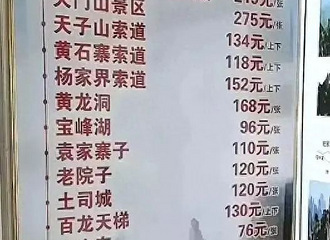 天门山景区
275元/张
天子山索道
134元/上下
黄石寨索道
118元/上下
杨家界索道
152元/上下
黄龙洞
168元/张
宝峰湖
96元/张
袁家寨子
110元/张
老院子
120元/张
土司城
120元/张
百龙天梯
130元/上下
76元/张